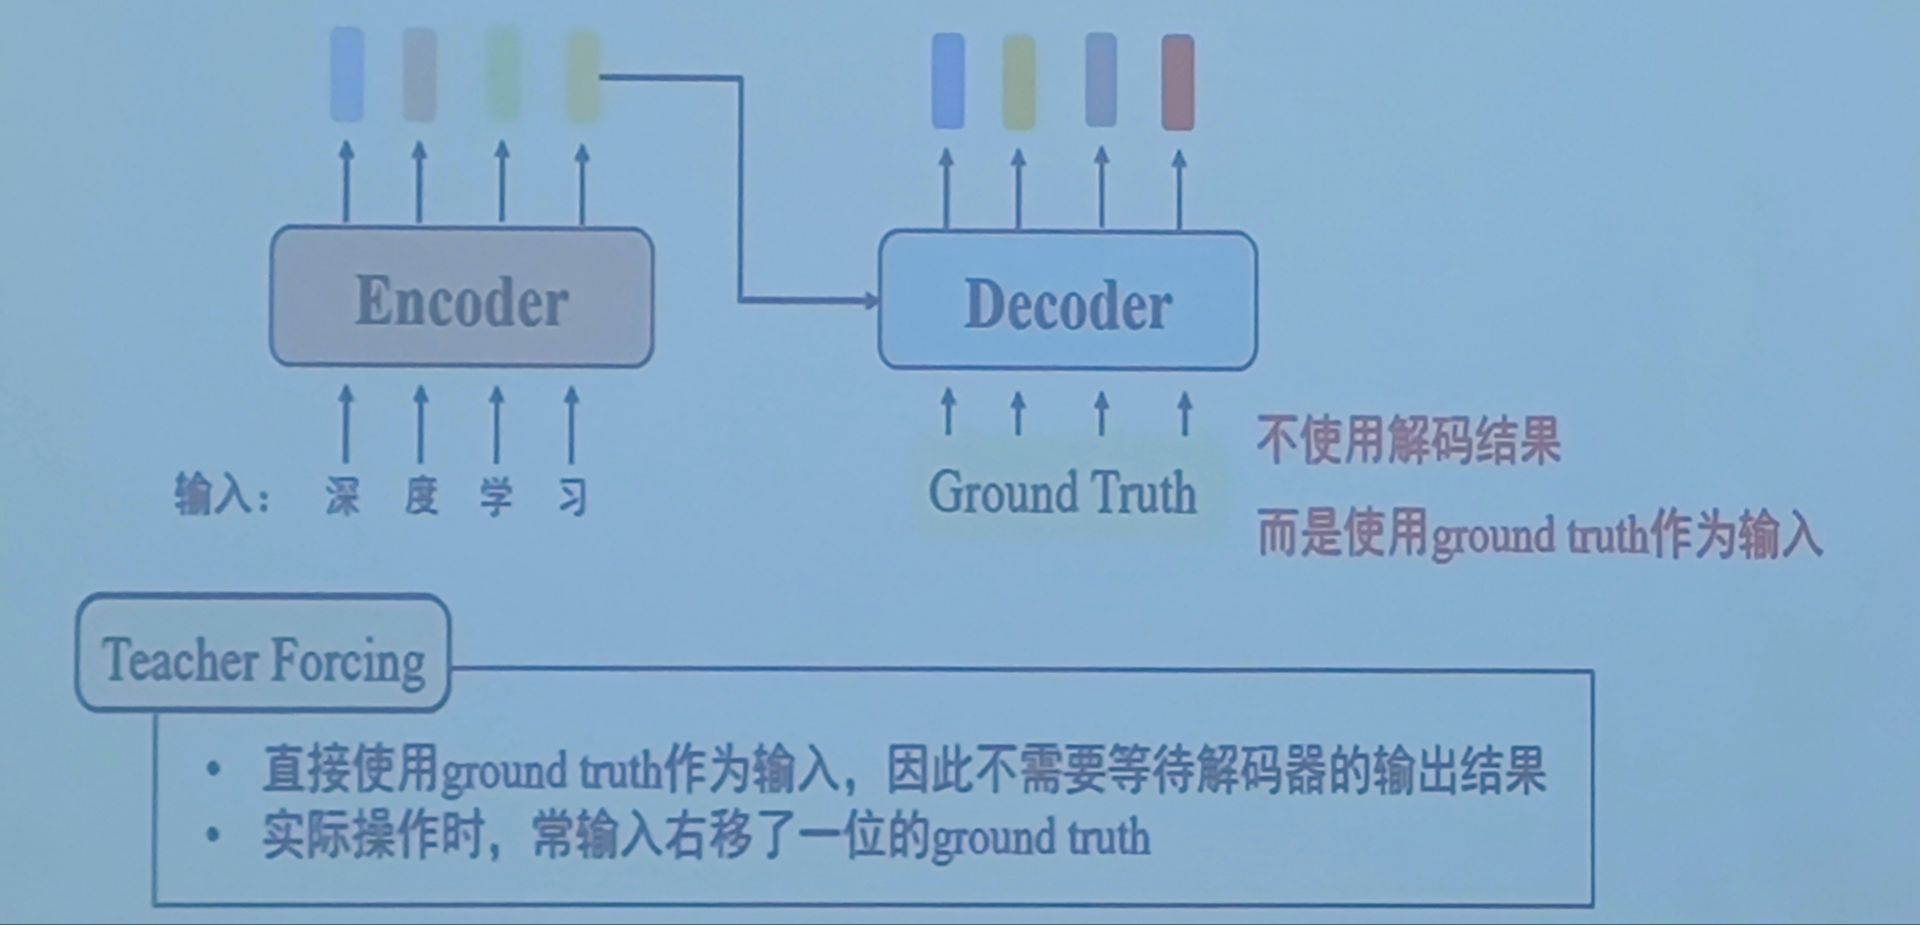 Encoder
Decoder
输入： 深 度 学 习
Ground Truth
不使用解码结果
而是使用ground truth作为输入
Teacher Forcing
• 直接使用ground truth作为输入，因此不需要等待解码器的输出结果
• 实际操作时，常输入右移了一位的ground truth